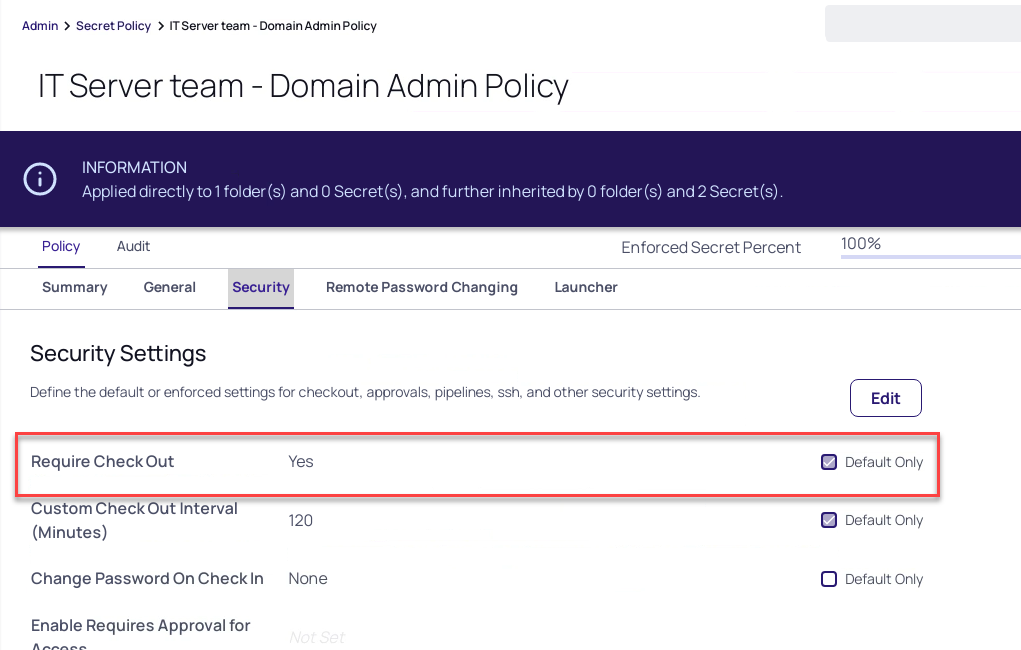 Admin > Secret Policy > IT Server team - Domain Admin Policy
IT Server team - Domain Admin Policy
INFORMATION
Applied directly to 1 folder(s) and 0 Secret(s), and further inherited by 0 folder(s) and 2 Secret(s).
Policy Audit Enforced Secret Percent 100%
Summary General Security Remote Password Changing Launcher
Security Settings
Define the default or enforced settings for checkout, approvals, pipelines, ssh, and other security settings.
Edit
Require Check Out Yes Default Only
Custom Check Out Interval
(Minutes) 120 Default Only
Change Password On Check In None Default Only
Enable Requires Approval for
Access Not Set